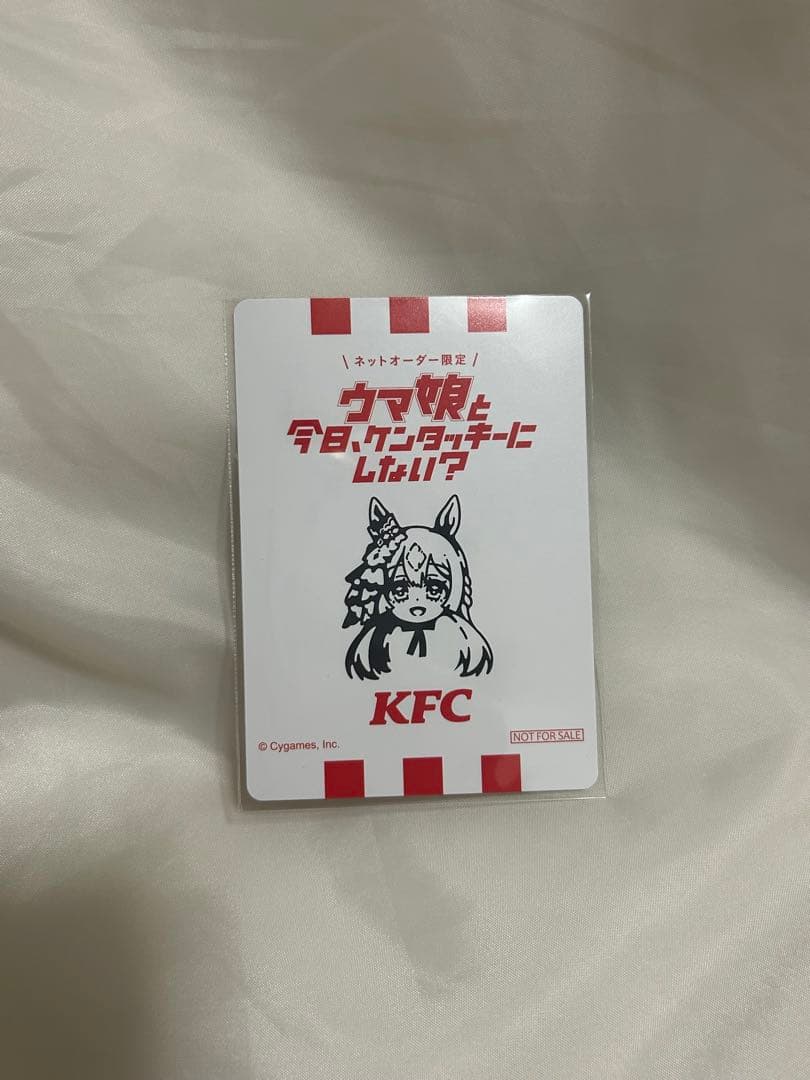 \ ネットオーダー限定 /
ウマ娘と
今日、ケンタッキーに
しない?
KFC
© Cygames, Inc.
NOT FOR SALE